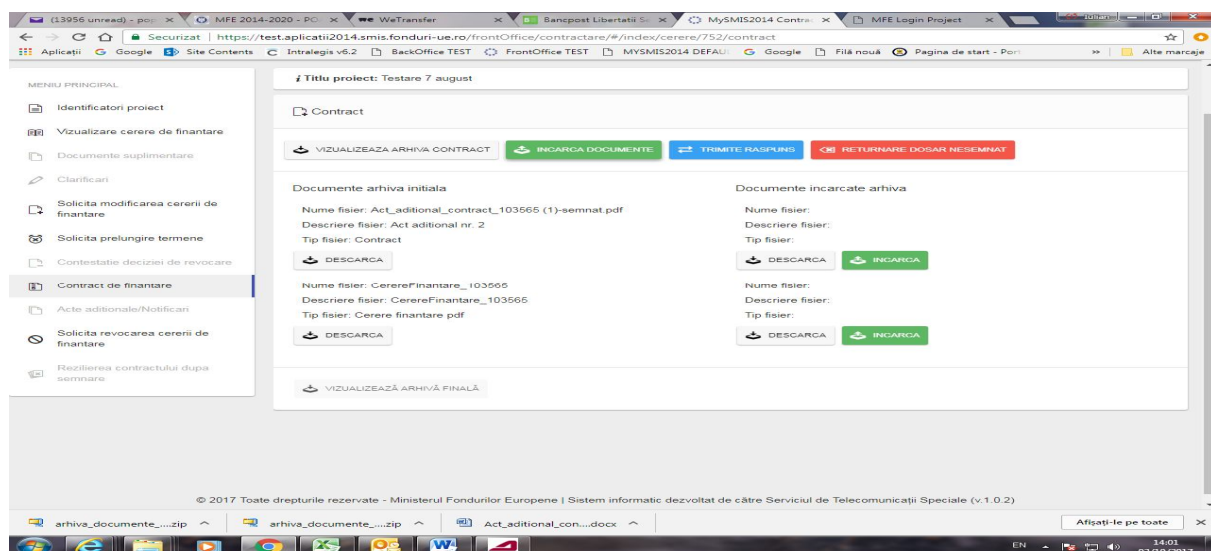 (13956 unread) - pop
MFE 2014-2020 - PO
WeTransfer
Bancpost Libertatii S
MySMIS2014 Contra
MFE Login Project
Securizat | https://test.aplicatii2014.smis.fonduri-ue.ro/frontOffice/contractare/#/index/cerere/752/contract
Aplicații Google Site Contents Intralegis v6.2 BackOffice TEST FrontOffice TEST MYSMIS2014 DEFAU Google Filă nouă Pagina de start - Por » Alte marcaje
MENIU PRINCIPAL
Identificatori proiect
Vizualizare cerere de finantare
Documente suplimentare
Clarificari
Solicita modificarea cererii de
finantare
Solicita prelungire termene
Contestatie deciziei de revocare
Contract de finantare
Acte aditionale/Notificari
Solicita revocarea cererii de
finantare
Rezilierea contractului dupa
semnare
i Titlu proiect: Testare 7 august
Contract
VIZUALIZEAZA ARHIVA CONTRACT INCARCA DOCUMENTE TRIMITE RASPUNS RETURNARE DOSAR NESEMNAT
Documente arhiva initiala
Nume fisier: Act_aditional_contract_103565 (1)-semnat.pdf
Descriere fisier: Act aditional nr. 2
Tip fisier: Contract
DESCARCA
Nume fisier: CerereFinantare_103565
Descriere fisier: CerereFinantare_103565
Tip fisier: Cerere finantare pdf
DESCARCA
Documente incarcate arhiva
Nume fisier:
Descriere fisier:
Tip fisier:
DESCARCA INCARCA
Nume fisier:
Descriere fisier:
Tip fisier:
DESCARCA INCARCA
VIZUALIZEAZĂ ARHIVĂ FINALĂ
© 2017 Toate drepturile rezervate - Ministerul Fondurilor Europene | Sistem informatic dezvoltat de către Serviciul de Telecomunicații Speciale (v.1.0.2)
arhiva_documente_....zip arhiva_documente_....zip Act_aditional_con....docx Afișați-le pe toate
EN 14:01